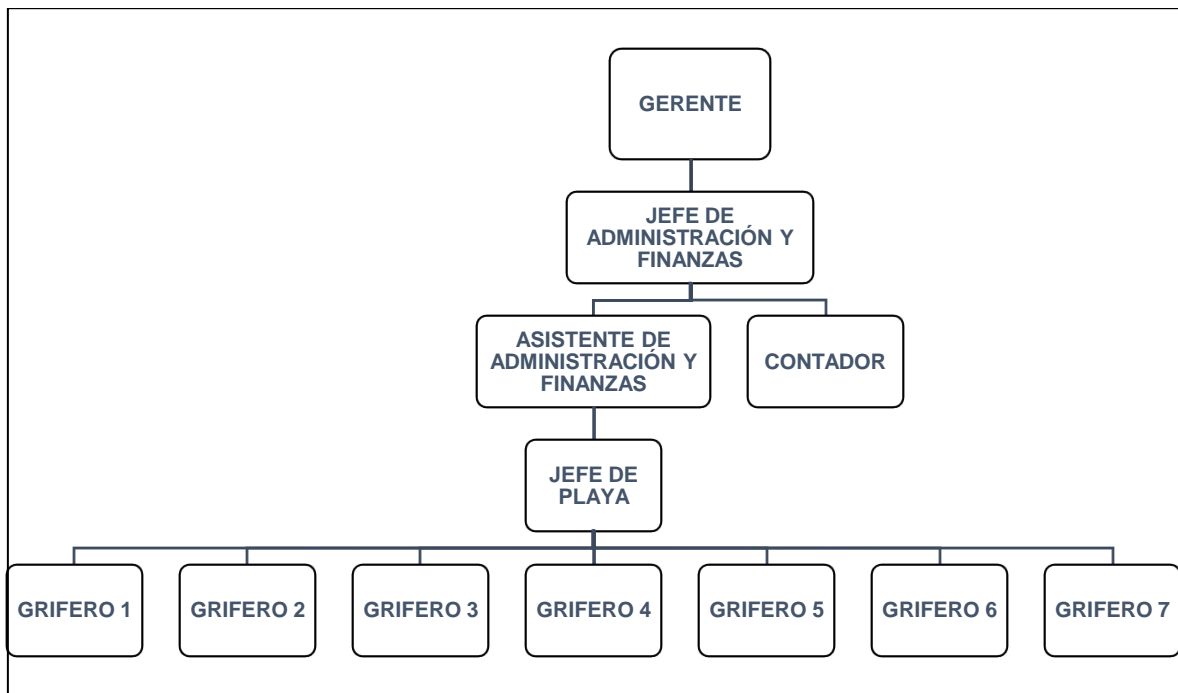 GERENTE
JEFE DE
ADMINISTRACIÓN Y
FINANZAS
ASISTENTE DE
ADMINISTRACIÓN Y
FINANZAS
CONTADOR
JEFE DE
PLAYA
GRIFERO 1
GRIFERO 2
GRIFERO 3
GRIFERO 4
GRIFERO 5
GRIFERO 6
GRIFERO 7